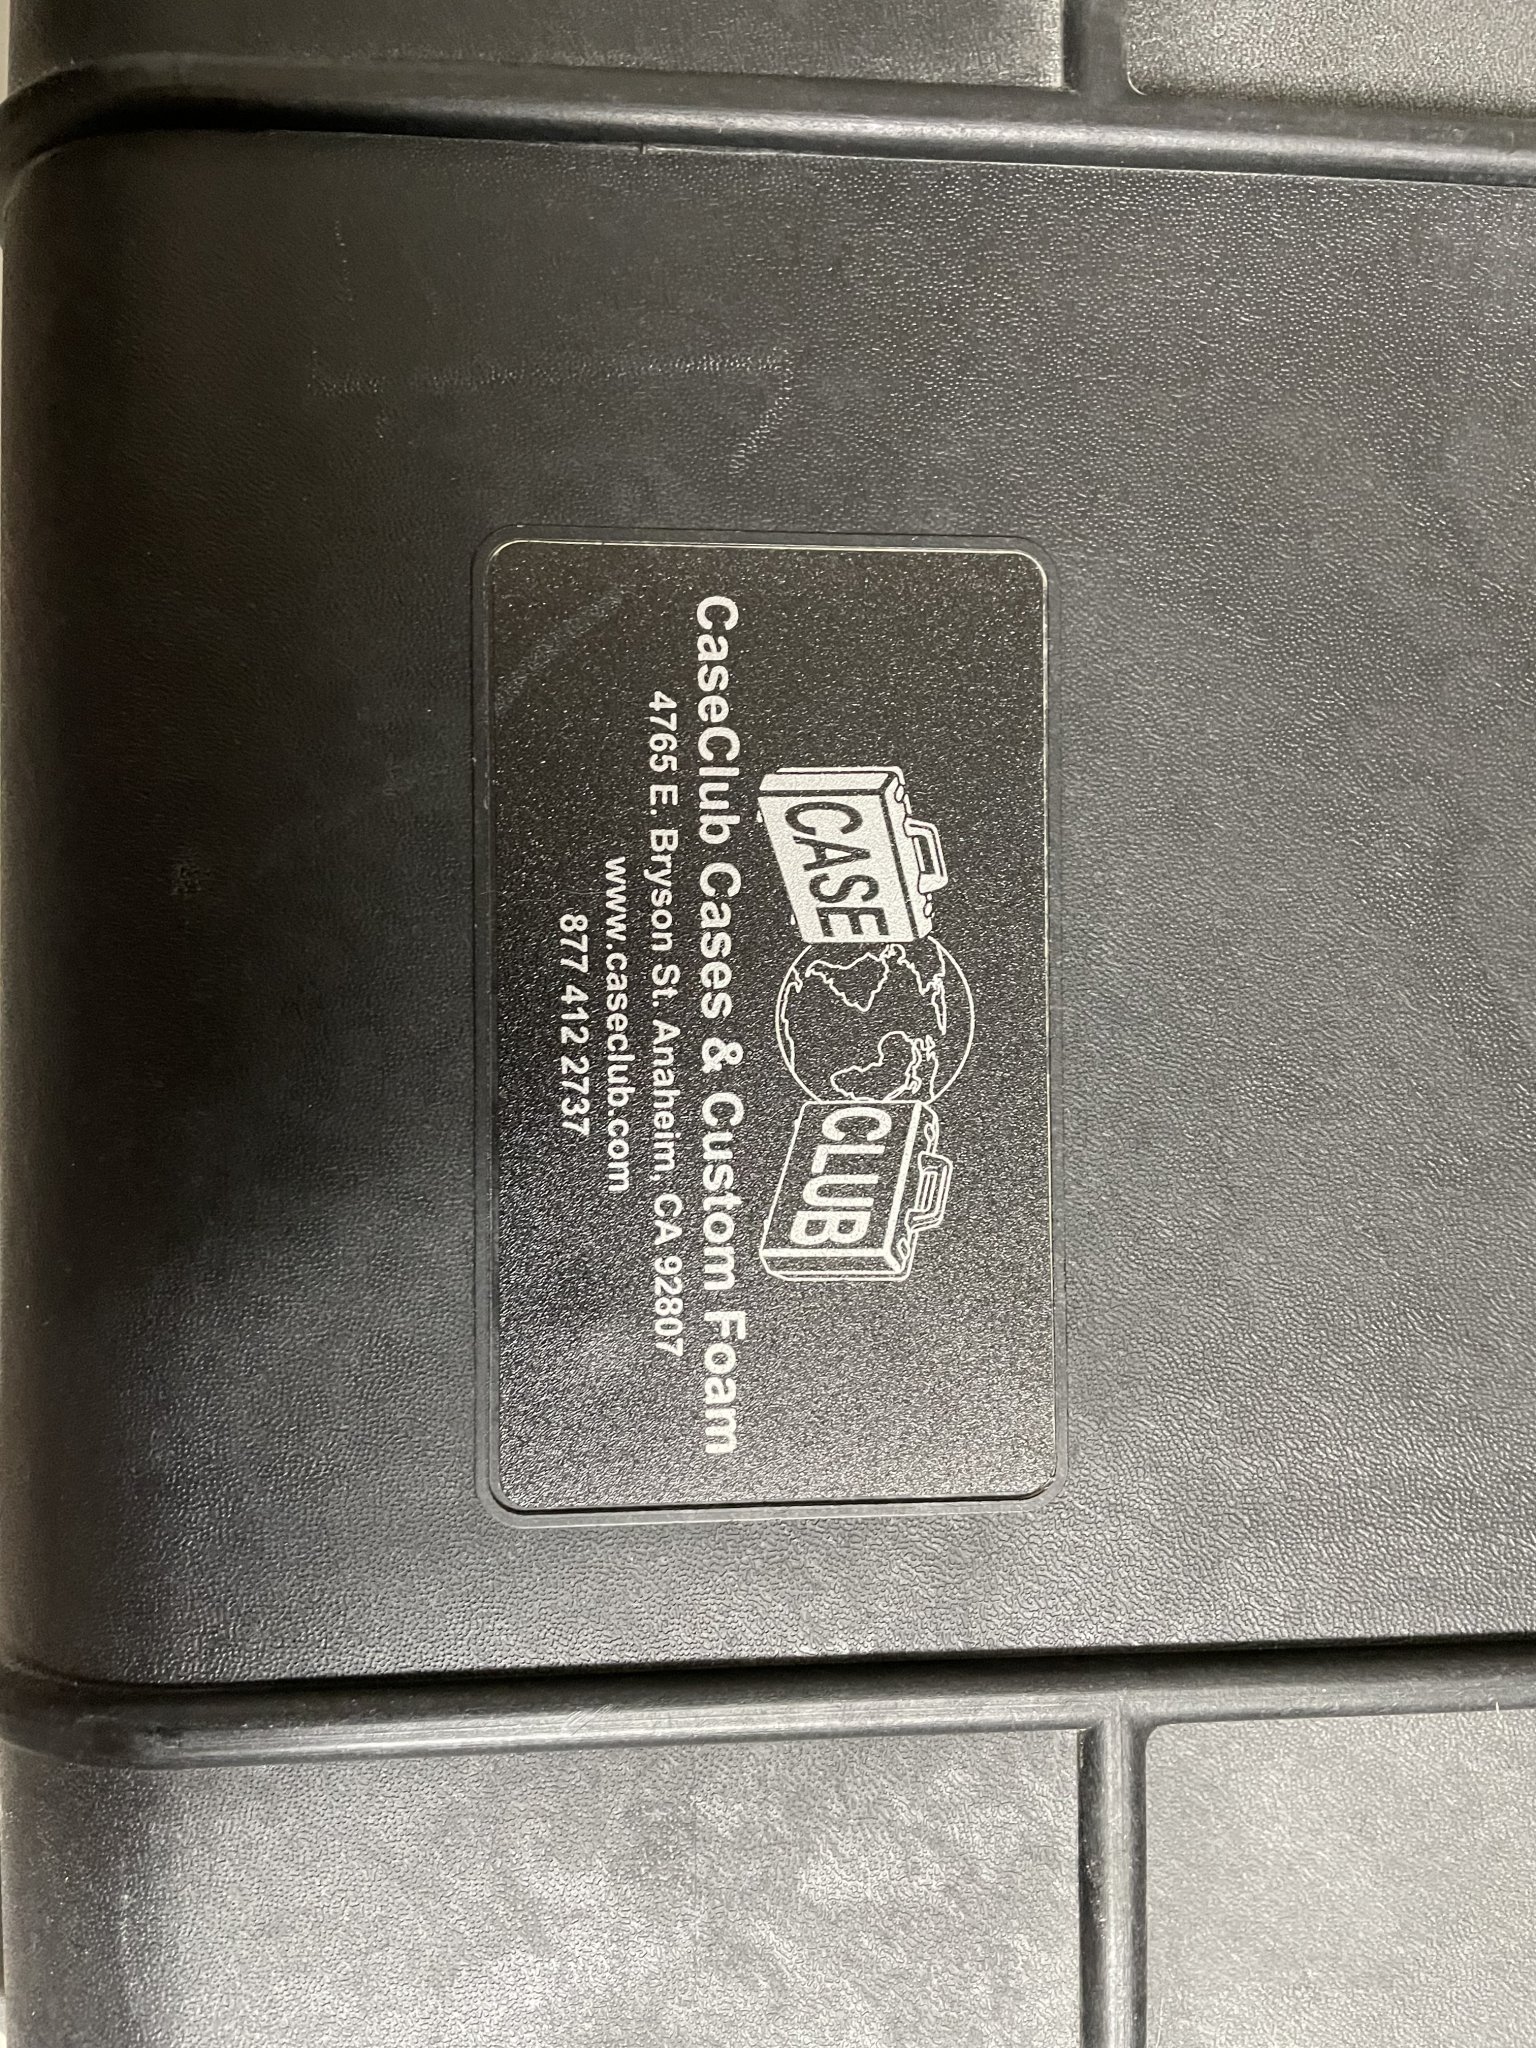 CASE CLUB
CaseClub Cases & Custom Foam
4765 E. Bryson St. Anaheim, CA 92807
www.caseclub.com
877 412 2737